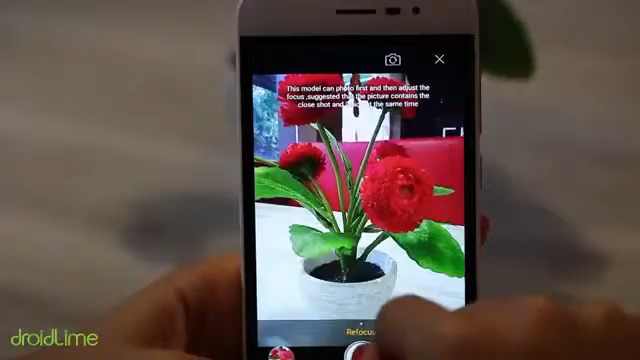 This model can photo first and then adjust the
focus ,suggested that the picture contains the
close shot and at the same time
Refocus
droidlime